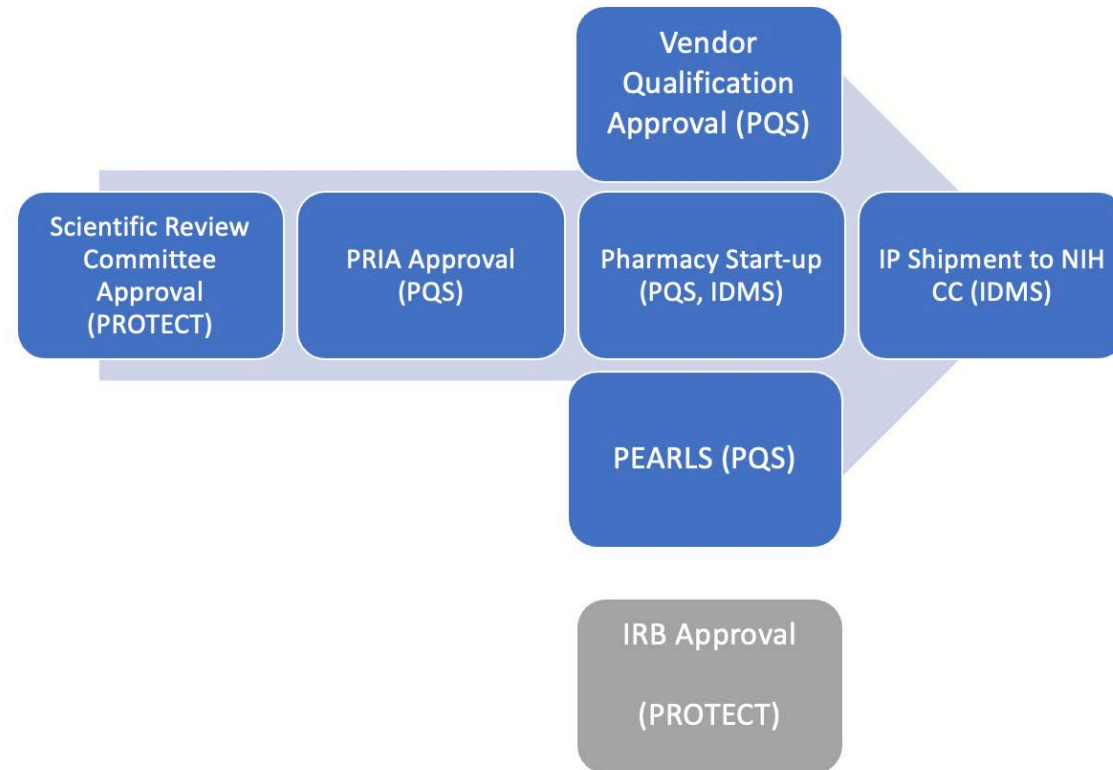 Vendor
Qualification
Approval (PQS)
Scientific Review
Committee
Approval
(PROTECT)
PRIA Approval
(PQS)
Pharmacy Start-up
(PQS, IDMS)
IP Shipment to NIH
CC (IDMS)
PEARLS (PQS)
IRB Approval
(PROTECT)